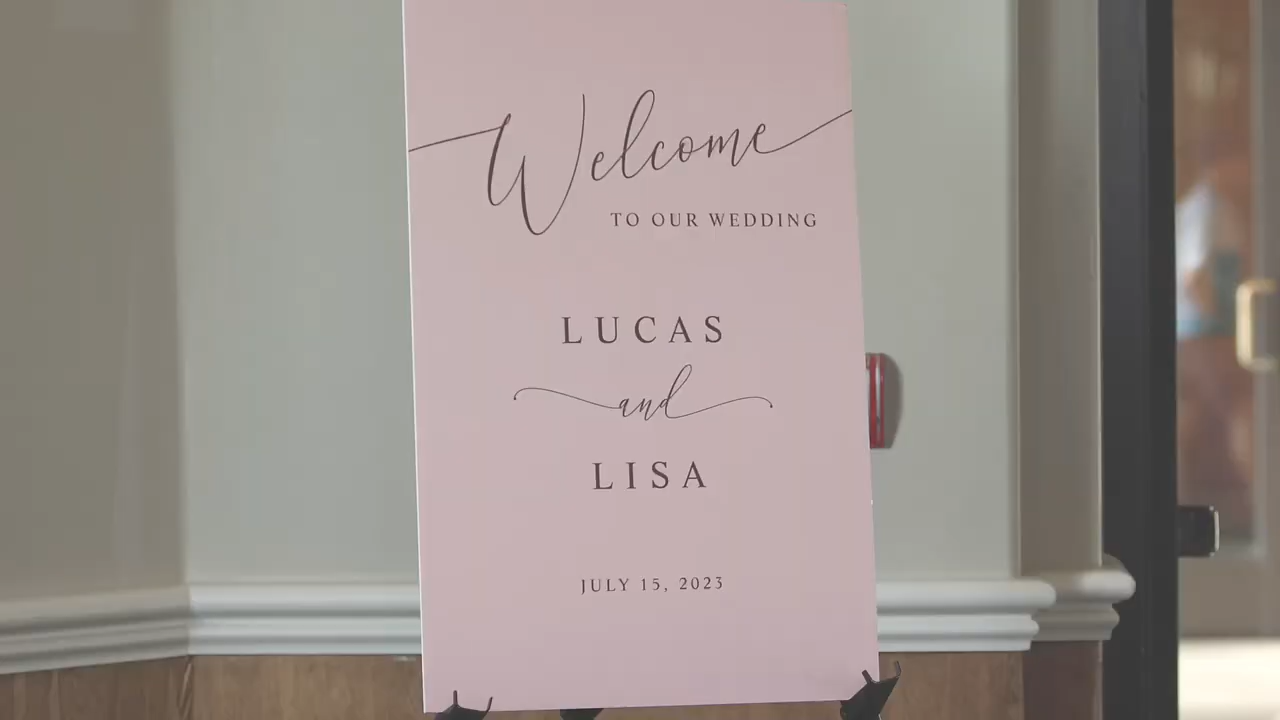 Welcome
TO OUR WEDDING
LUCAS
and
LISA
JULY 15, 2023